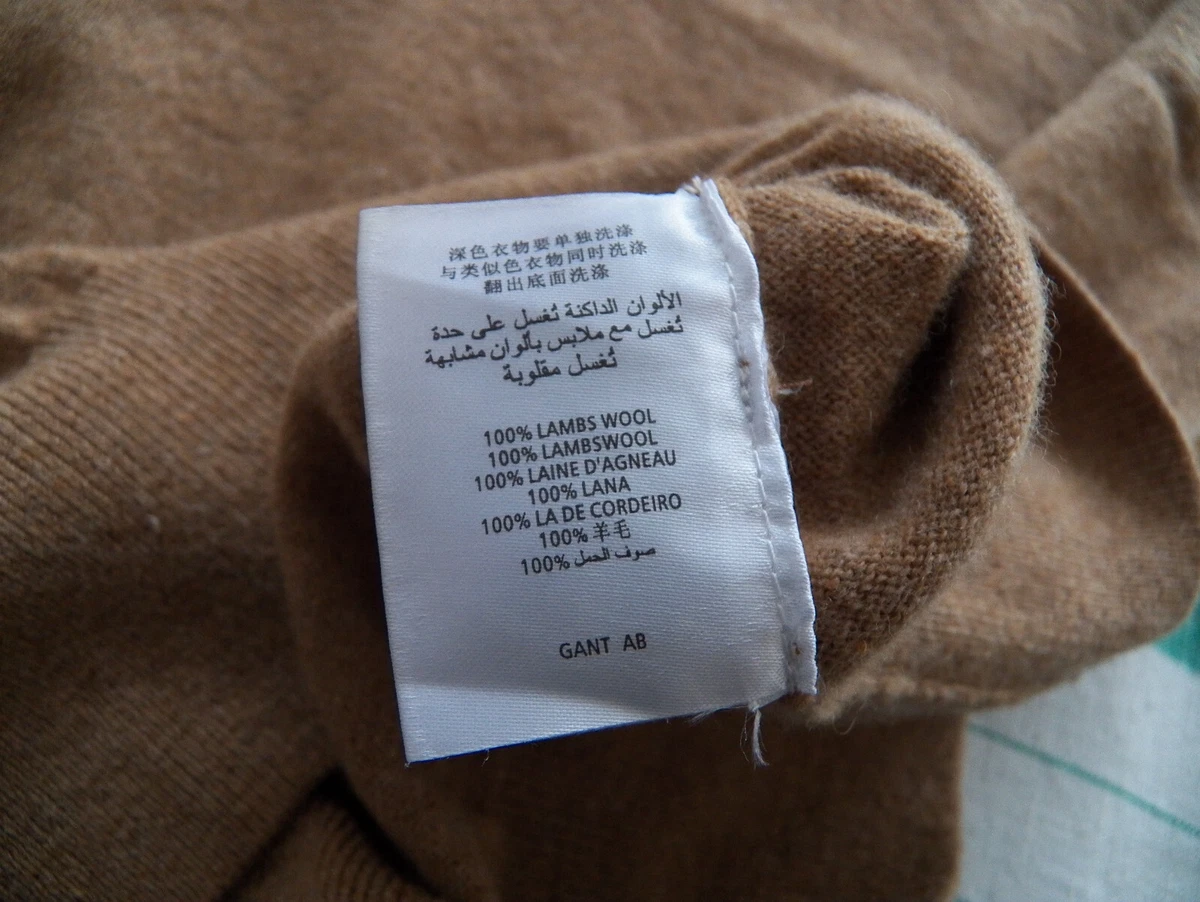 深色衣物要单独洗涤
与类似色衣物同时洗涤
翻出底面洗涤
الألوان الداكنة تُغسل على حدة
تُغسل مع ملابس بألوان مشابهة
تُغسل مقلوبة
100% LAMBS WOOL
100% LAMBSWOOL
100% LAINE D'AGNEAU
100% LANA
100% LA DE CORDEIRO
100% 羊毛
100% صوف الحمل
GANT AB